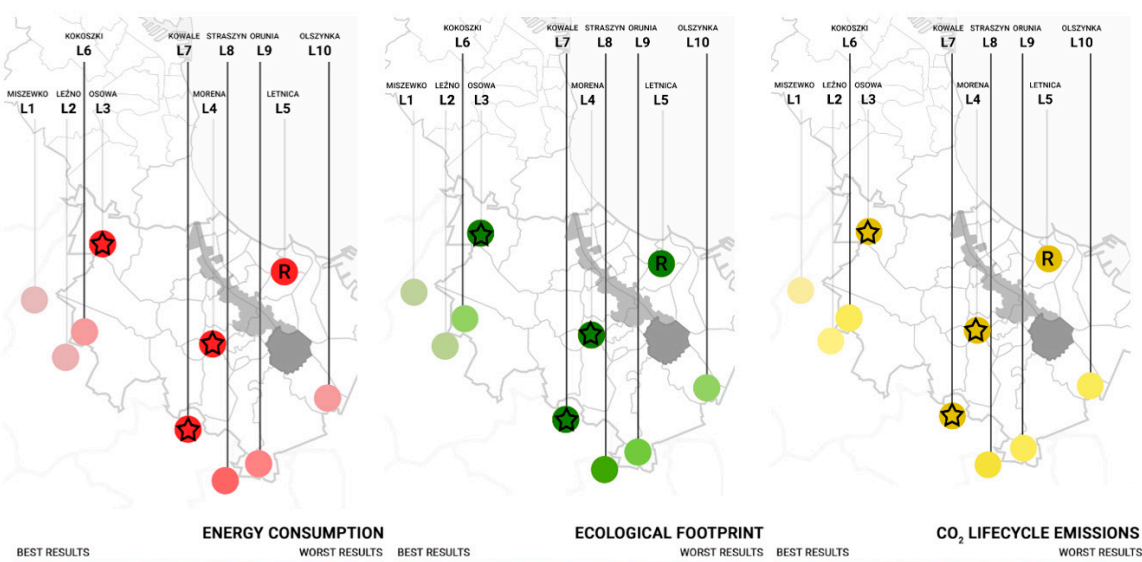 KOKOSZKI KOWALE STRASZYN ORUNIA OLSZYNKA
L6 L7 L8 L9 L10
MISZEWKO LEŹNO OSOWA MORENA LETNICA
L1 L2 L3 L4 L5
R
ENERGY CONSUMPTION
BEST RESULTS WORST RESULTS
KOKOSZKI KOWALE STRASZYN ORUNIA OLSZYNKA
L6 L7 L8 L9 L10
MISZEWKO LEŹNO OSOWA MORENA LETNICA
L1 L2 L3 L4 L5
R
ECOLOGICAL FOOTPRINT
BEST RESULTS WORST RESULTS
KOKOSZKI KOWALE STRASZYN ORUNIA OLSZYNKA
L6 L7 L8 L9 L10
MISZEWKO LEŹNO OSOWA MORENA LETNICA
L1 L2 L3 L4 L5
R
CO₂ LIFECYCLE EMISSIONS
BEST RESULTS WORST RESULTS